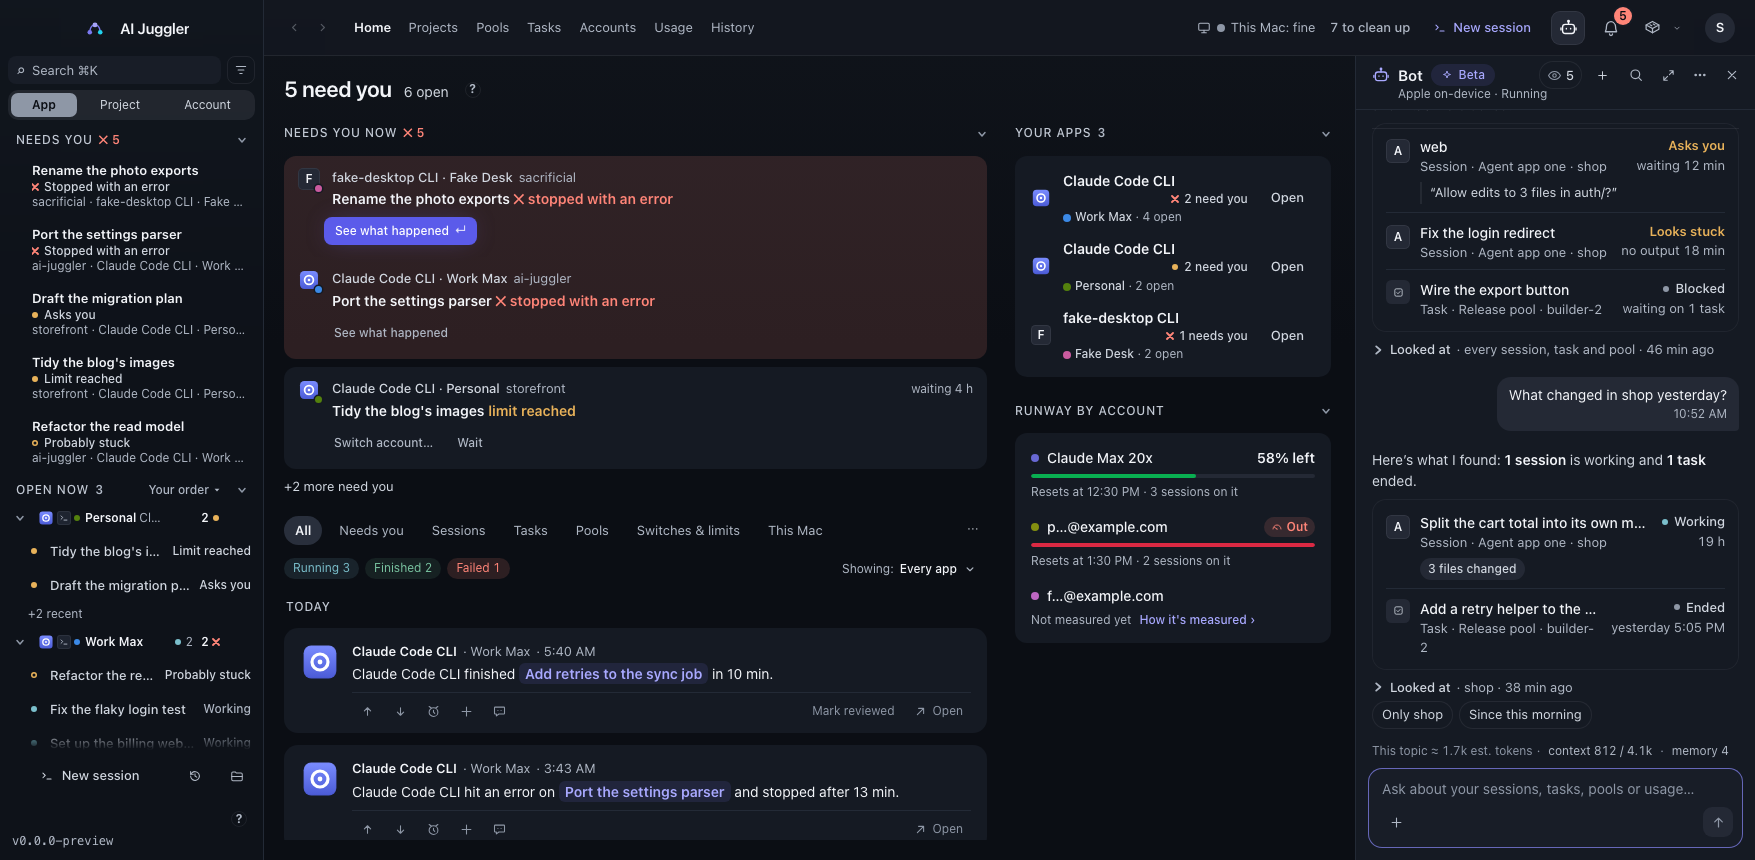 AI Juggler
Search ⌘K
App Project Account
NEEDS YOU 5
Rename the photo exports
Stopped with an error
sacrificial · fake-desktop CLI · Fake ...
Port the settings parser
Stopped with an error
ai-juggler · Claude Code CLI · Work ...
Draft the migration plan
Asks you
storefront · Claude Code CLI · Perso...
Tidy the blog's images
Limit reached
storefront · Claude Code CLI · Perso...
Refactor the read model
Probably stuck
ai-juggler · Claude Code CLI · Work ...
OPEN NOW 3 Your order
Personal Cl... 2
Tidy the blog's i... Limit reached
Draft the migration p... Asks you
+2 recent
Work Max 2 2
Refactor the re... Probably stuck
Fix the flaky login test Working
Set up the billing web... Working
New session
?
v0.0.0-preview
Home Projects Pools Tasks Accounts Usage History
This Mac: fine 7 to clean up New session 5 S
5 need you 6 open ?
NEEDS YOU NOW 5
F fake-desktop CLI · Fake Desk sacrificial
Rename the photo exports stopped with an error
See what happened ↵
Claude Code CLI · Work Max ai-juggler
Port the settings parser stopped with an error
See what happened
Claude Code CLI · Personal storefront waiting 4 h
Tidy the blog's images limit reached
Switch account... Wait
+2 more need you
All Needs you Sessions Tasks Pools Switches & limits This Mac ...
Running 3 Finished 2 Failed 1 Showing: Every app
TODAY
Claude Code CLI · Work Max · 5:40 AM
Claude Code CLI finished Add retries to the sync job in 10 min.
Mark reviewed Open
Claude Code CLI · Work Max · 3:43 AM
Claude Code CLI hit an error on Port the settings parser and stopped after 13 min.
Open
YOUR APPS 3
Claude Code CLI
2 need you Open
Work Max · 4 open
Claude Code CLI
2 need you Open
Personal · 2 open
F fake-desktop CLI
1 needs you Open
Fake Desk · 2 open
RUNWAY BY ACCOUNT
Claude Max 20x 58% left
Resets at 12:30 PM · 3 sessions on it
p...@example.com Out
Resets at 1:30 PM · 2 sessions on it
f...@example.com
Not measured yet How it's measured ›
Bot Beta 5
Apple on-device · Running
A web Asks you
Session · Agent app one · shop waiting 12 min
“Allow edits to 3 files in auth/?”
A Fix the login redirect Looks stuck
Session · Agent app one · shop no output 18 min
Wire the export button Blocked
Task · Release pool · builder-2 waiting on 1 task
Looked at · every session, task and pool · 46 min ago
What changed in shop yesterday?
10:52 AM
Here’s what I found: 1 session is working and 1 task
ended.
A Split the cart total into its own m... Working
Session · Agent app one · shop 19 h
3 files changed
Add a retry helper to the ... Ended
Task · Release pool · builder- yesterday 5:05 PM
2
Looked at · shop · 38 min ago
Only shop Since this morning
This topic ≈ 1.7k est. tokens · context 812 / 4.1k · memory 4
Ask about your sessions, tasks, pools or usage...